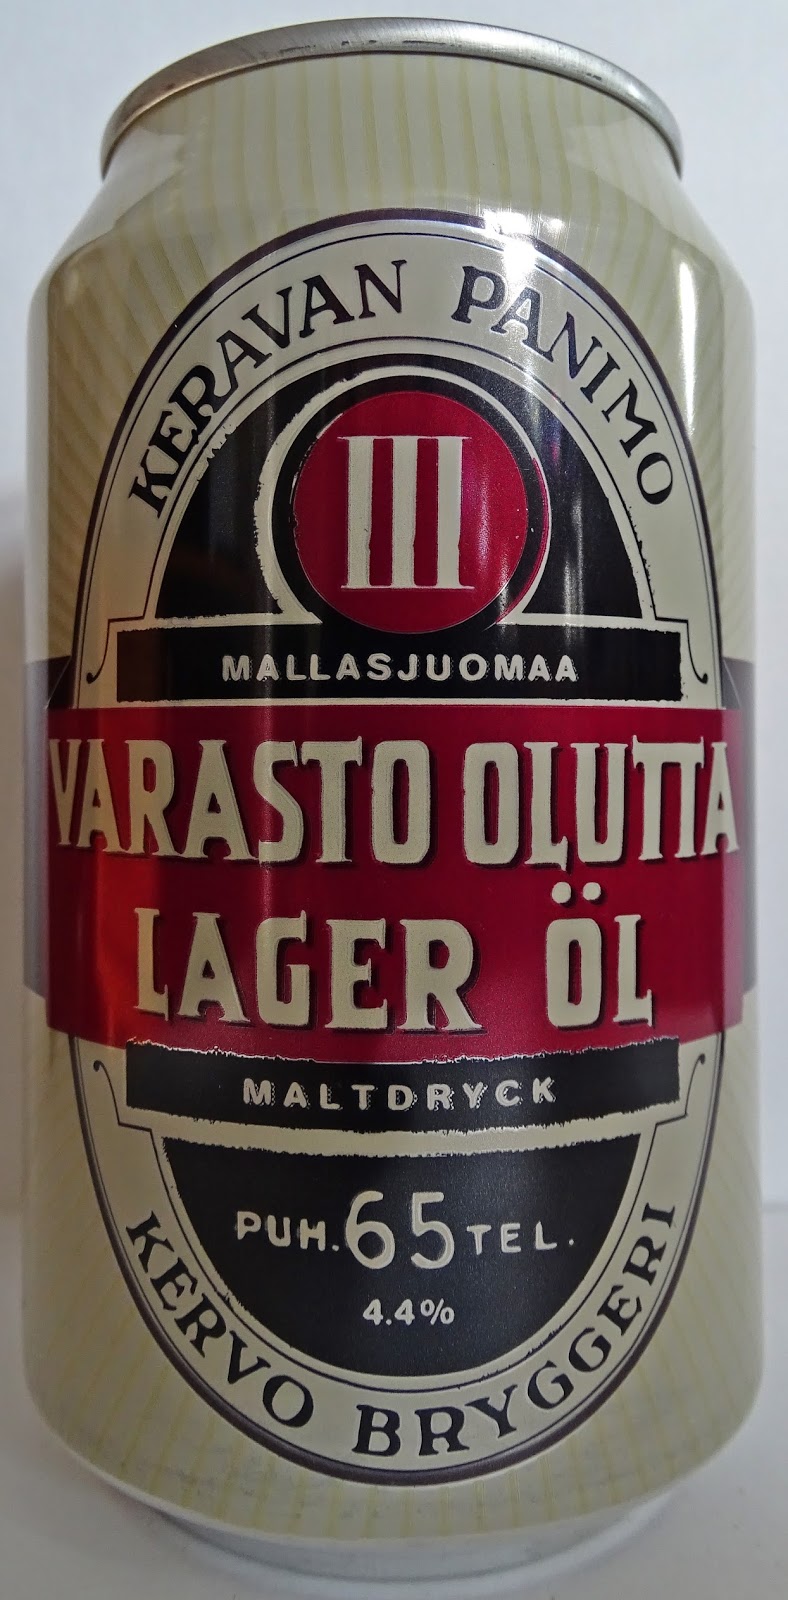 KERAVAN PANIMO
III
MALLASJUOMAA
VARASTO OLUTTA
LAGER ÖL
MALTDRYCK
PUH. 65 TEL.
4.4%
KERVO BRYGGERI